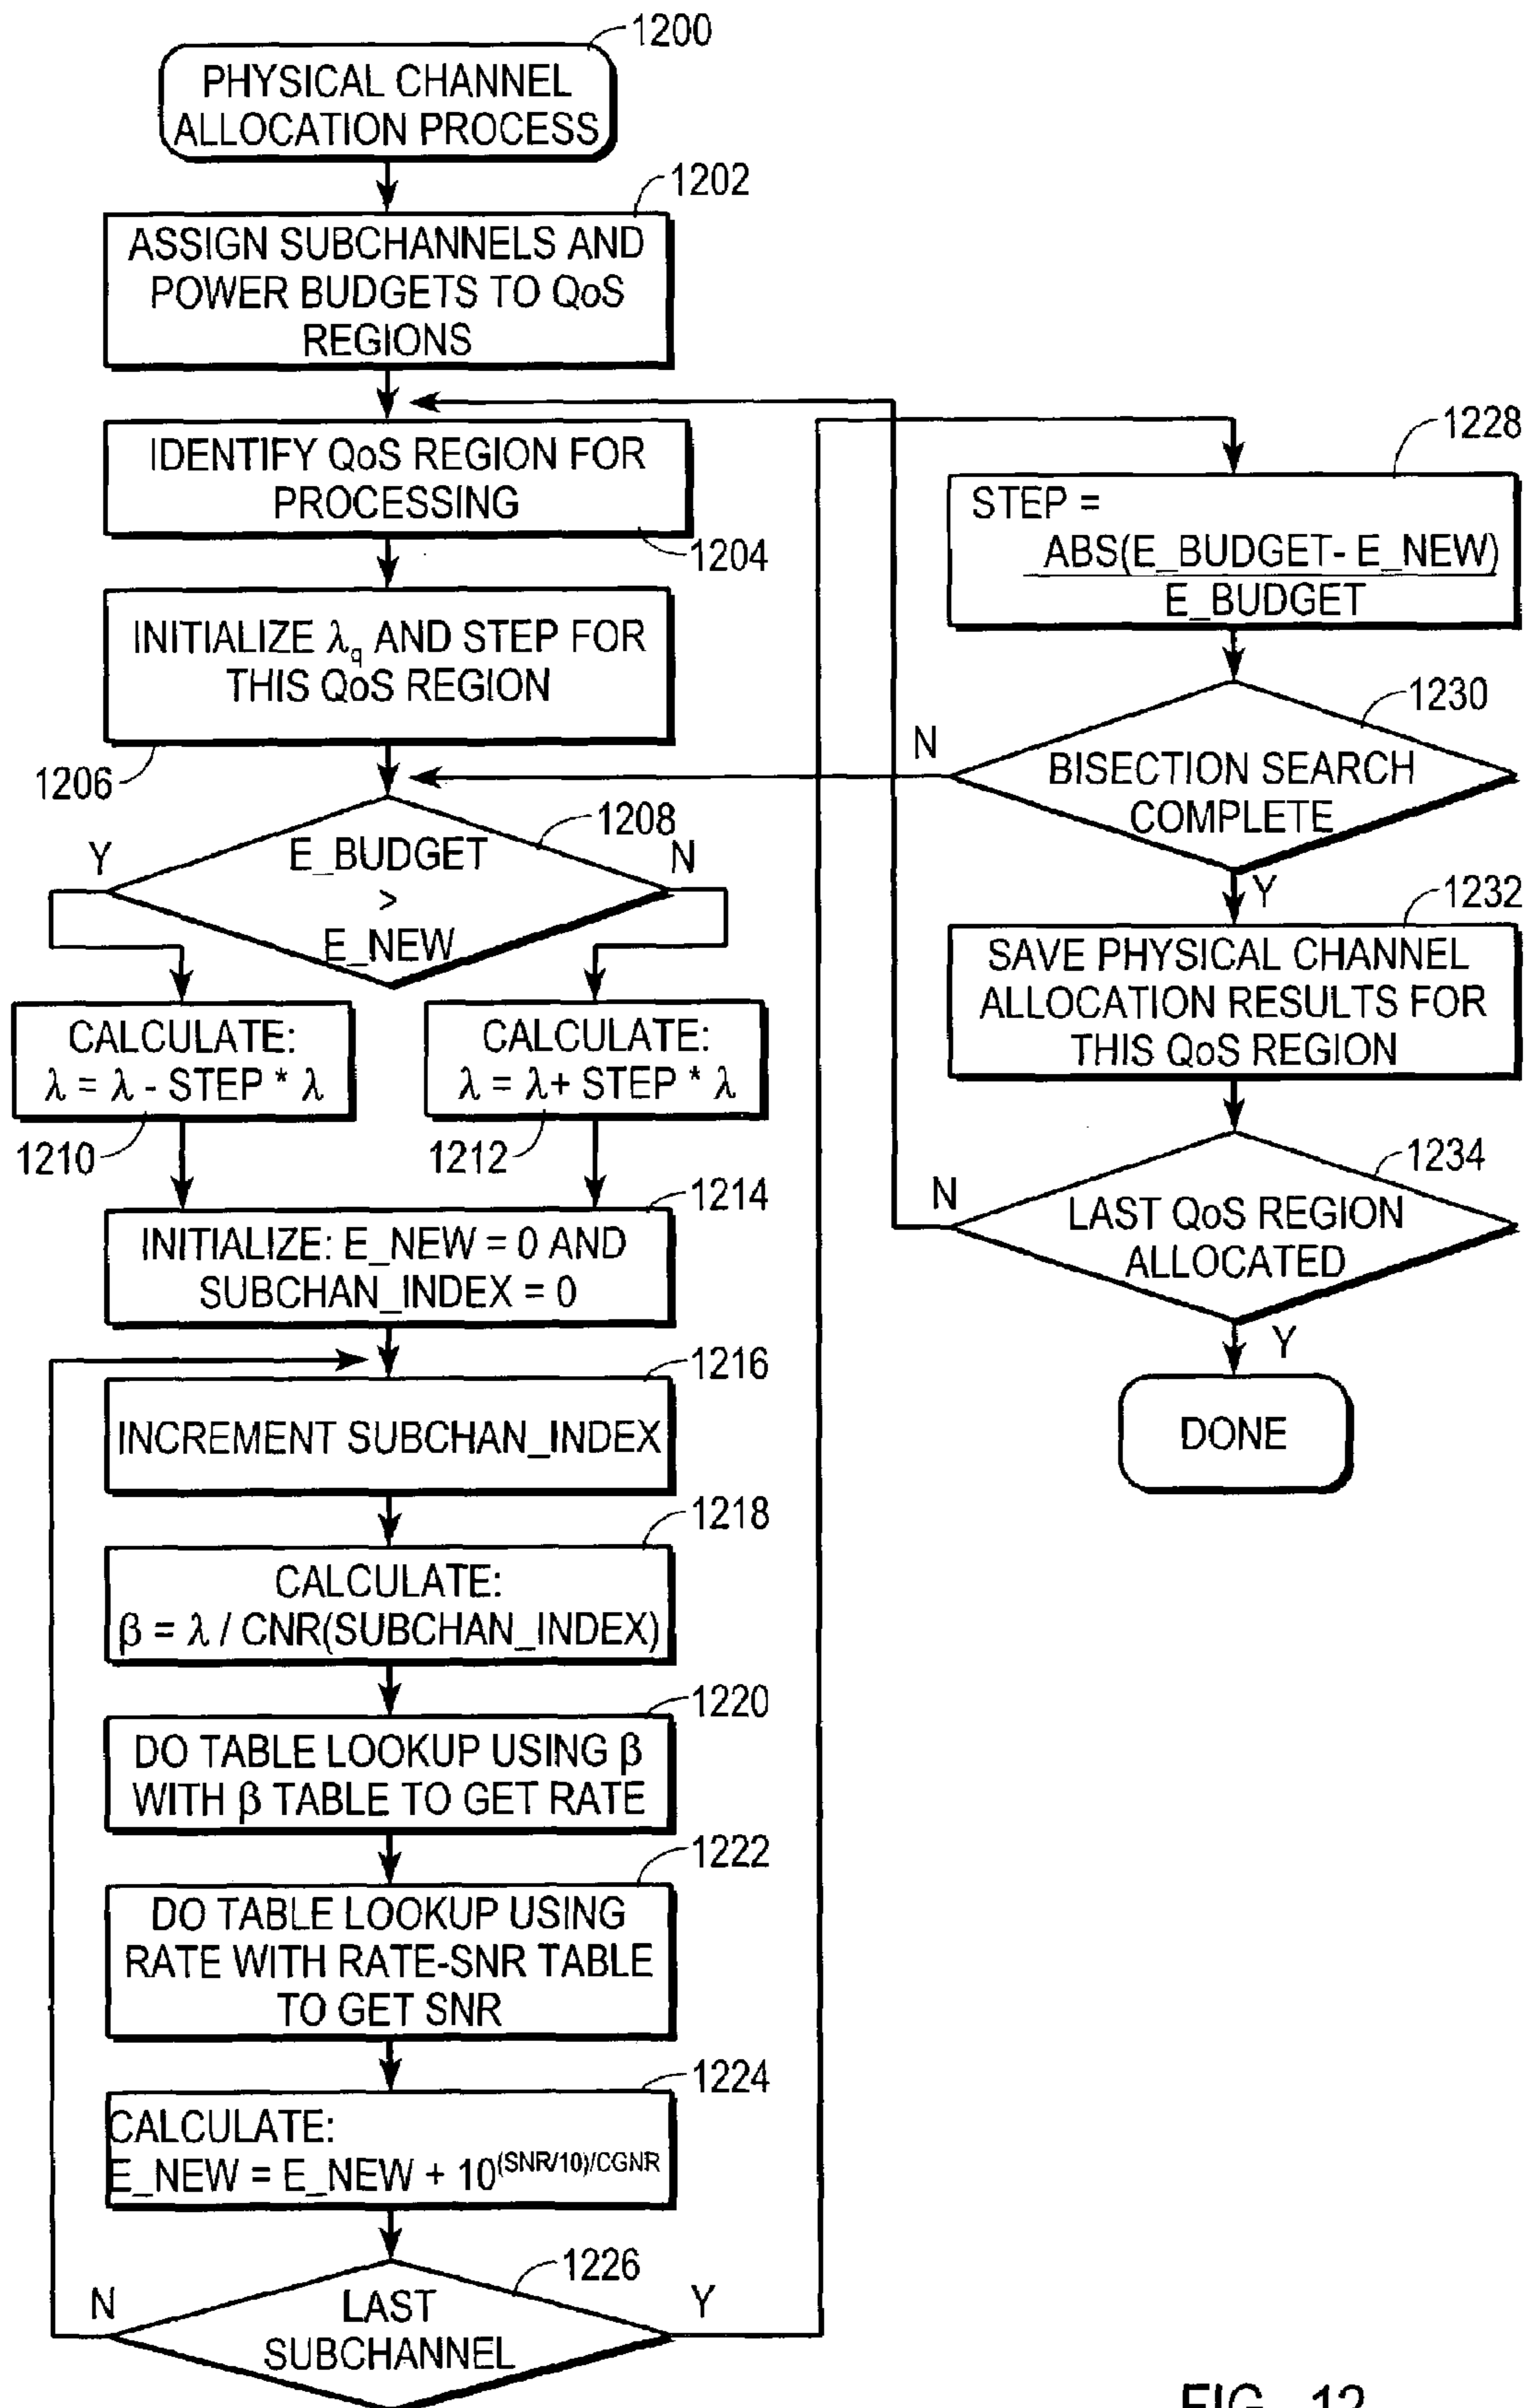 1200
PHYSICAL CHANNEL
ALLOCATION PROCESS
1202
ASSIGN SUBCHANNELS AND
POWER BUDGETS TO QoS
REGIONS
IDENTIFY QoS REGION FOR
PROCESSING
1204
INITIALIZE λq AND STEP FOR
THIS QoS REGION
1206
1208
Y
N
E_BUDGET
>
E_NEW
CALCULATE:
λ = λ - STEP * λ
1210
CALCULATE:
λ = λ+ STEP * λ
1212
1214
INITIALIZE: E_NEW = 0 AND
SUBCHAN_INDEX = 0
1216
INCREMENT SUBCHAN_INDEX
1218
CALCULATE:
β = λ / CNR(SUBCHAN_INDEX)
1220
DO TABLE LOOKUP USING β
WITH β TABLE TO GET RATE
1222
DO TABLE LOOKUP USING
RATE WITH RATE-SNR TABLE
TO GET SNR
1224
CALCULATE:
E_NEW = E_NEW + 10^(SNR/10)/CGNR
1226
N
Y
LAST
SUBCHANNEL
1228
STEP =
ABS(E_BUDGET- E_NEW)
E_BUDGET
1230
N
BISECTION SEARCH
COMPLETE
Y
1232
SAVE PHYSICAL CHANNEL
ALLOCATION RESULTS FOR
THIS QoS REGION
1234
N
LAST QoS REGION
ALLOCATED
Y
DONE
FIG. 12